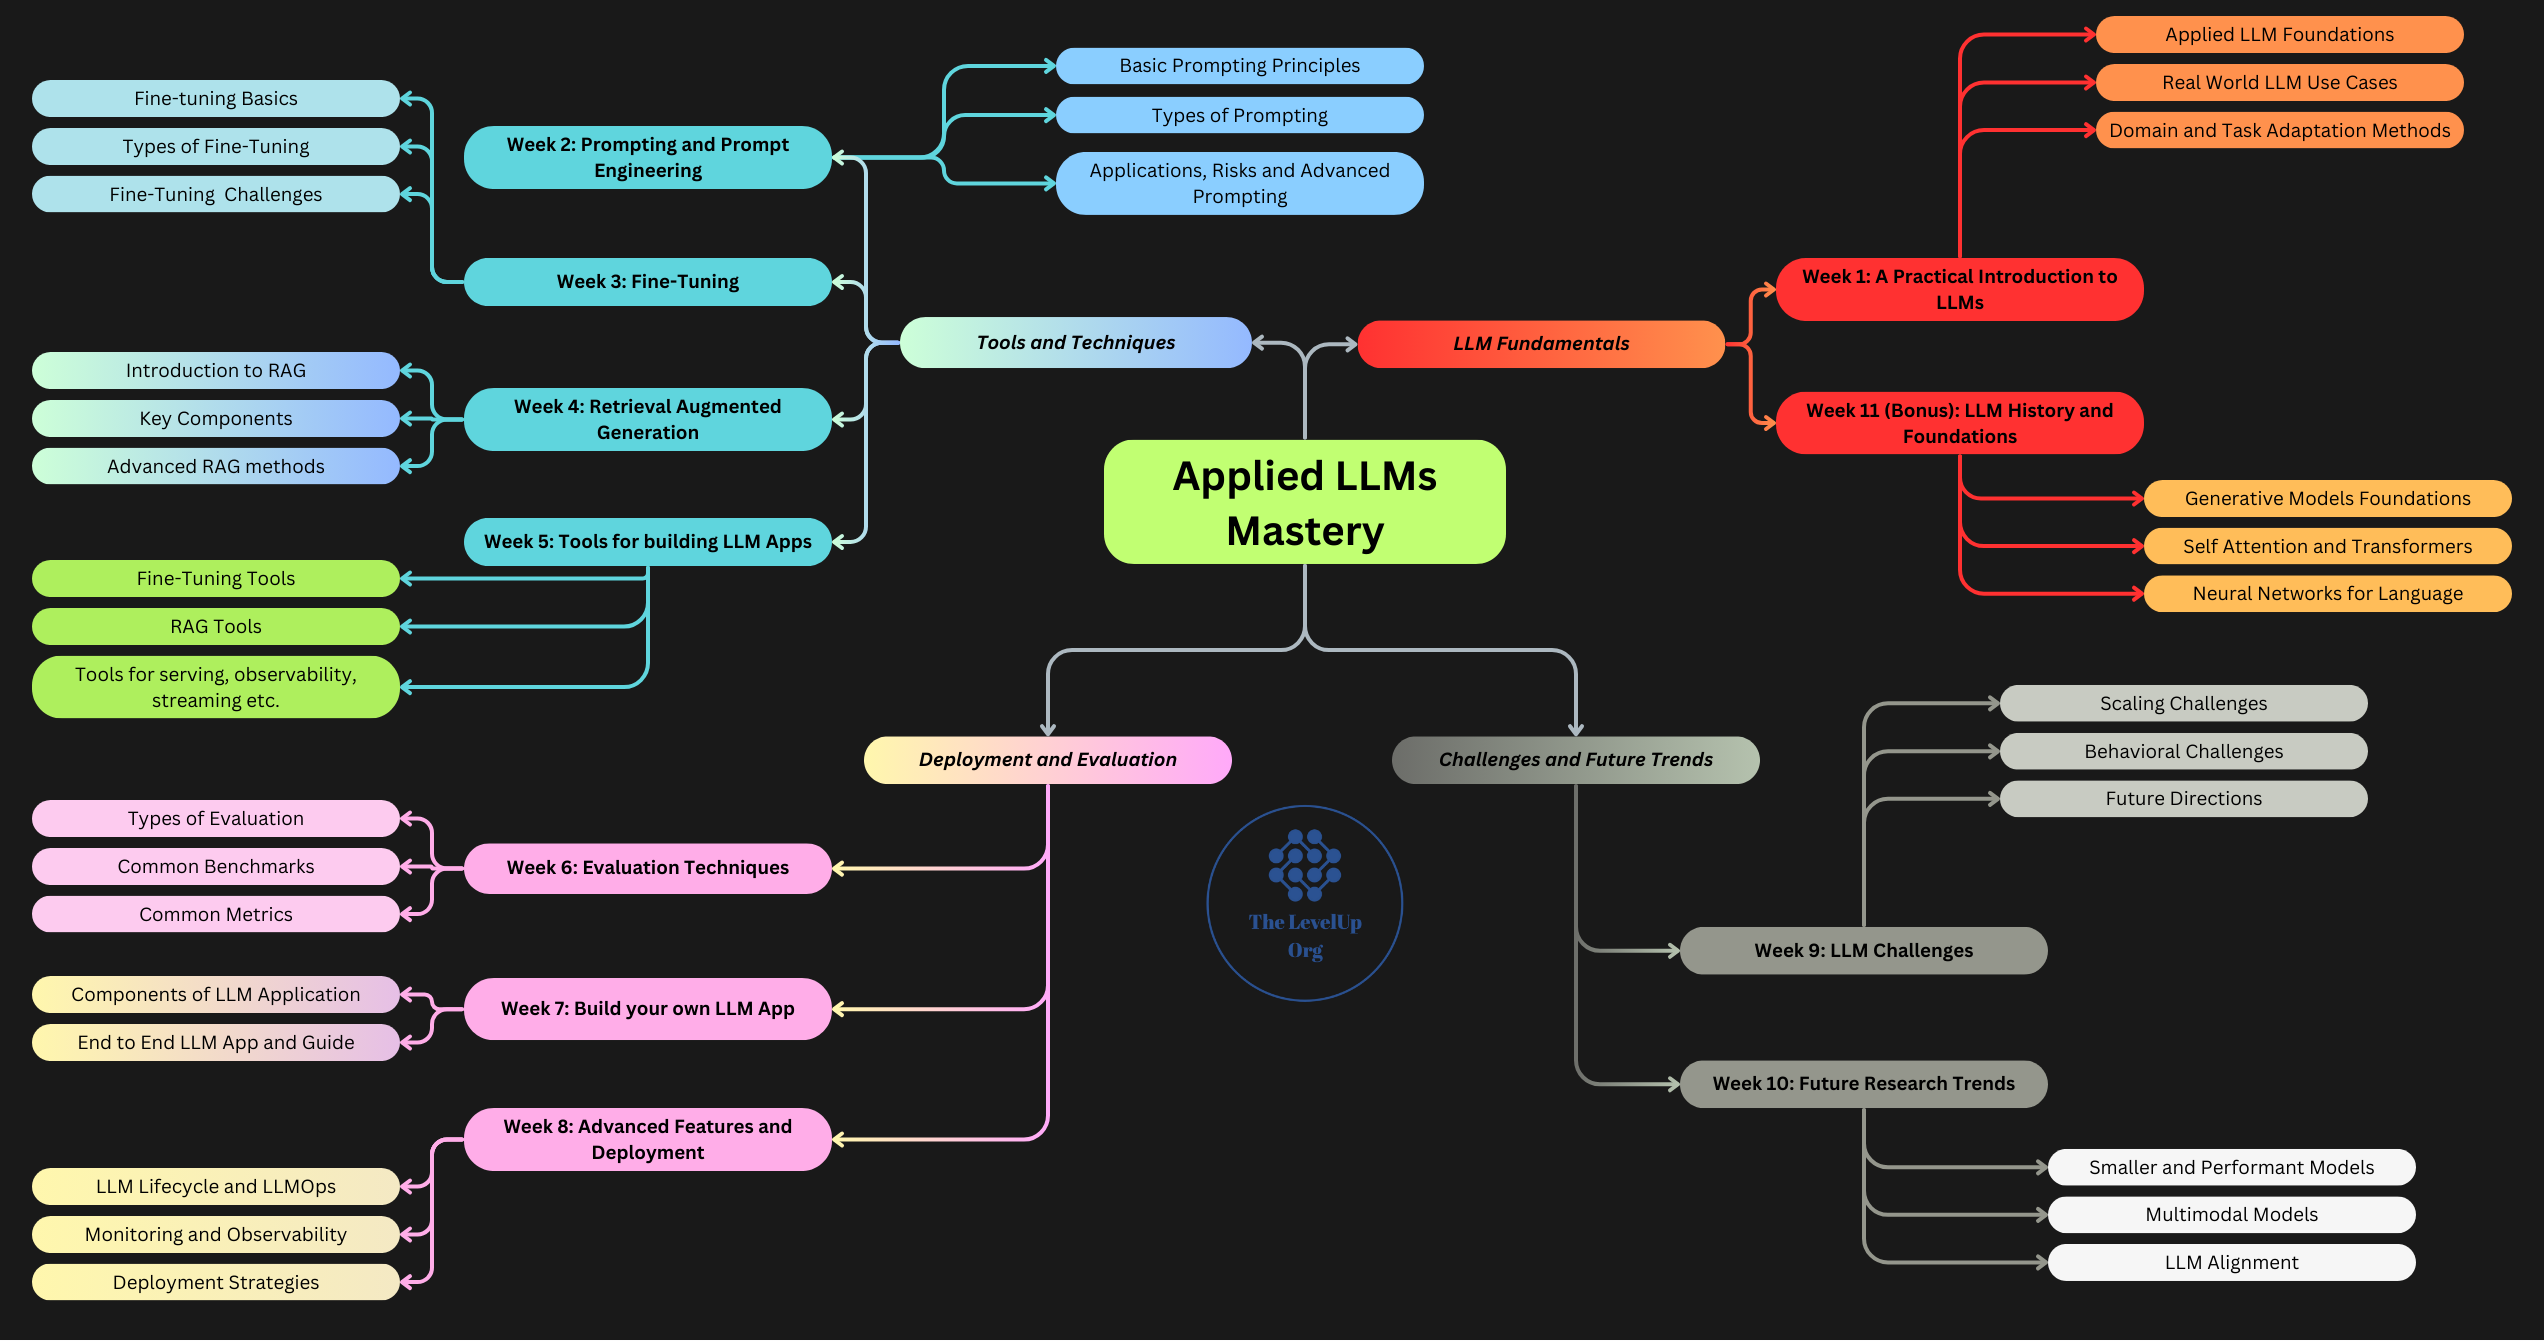 Applied LLMs
Mastery
LLM Fundamentals
Week 1: A Practical Introduction to
LLMs
Applied LLM Foundations
Real World LLM Use Cases
Domain and Task Adaptation Methods
Week 11 (Bonus): LLM History and
Foundations
Generative Models Foundations
Self Attention and Transformers
Neural Networks for Language
Tools and Techniques
Week 2: Prompting and Prompt
Engineering
Basic Prompting Principles
Types of Prompting
Applications, Risks and Advanced
Prompting
Week 3: Fine-Tuning
Fine-tuning Basics
Types of Fine-Tuning
Fine-Tuning  Challenges
Week 4: Retrieval Augmented
Generation
Introduction to RAG
Key Components
Advanced RAG methods
Week 5: Tools for building LLM Apps
Fine-Tuning Tools
RAG Tools
Tools for serving, observability,
streaming etc.
Deployment and Evaluation
Week 6: Evaluation Techniques
Types of Evaluation
Common Benchmarks
Common Metrics
Week 7: Build your own LLM App
Components of LLM Application
End to End LLM App and Guide
Week 8: Advanced Features and
Deployment
LLM Lifecycle and LLMOps
Monitoring and Observability
Deployment Strategies
Challenges and Future Trends
Week 9: LLM Challenges
Scaling Challenges
Behavioral Challenges
Future Directions
Week 10: Future Research Trends
Smaller and Performant Models
Multimodal Models
LLM Alignment
The LevelUp
Org